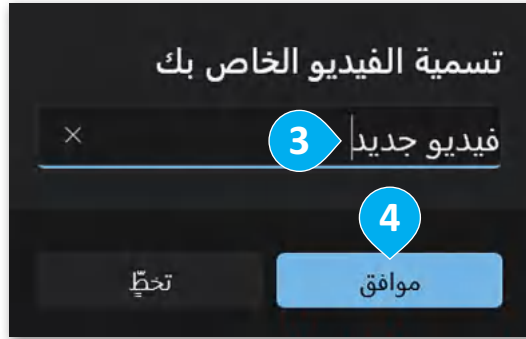 تسمية الفيديو الخاص بك
فيديو جديد 3 ×
4
موافق تخطٍّ